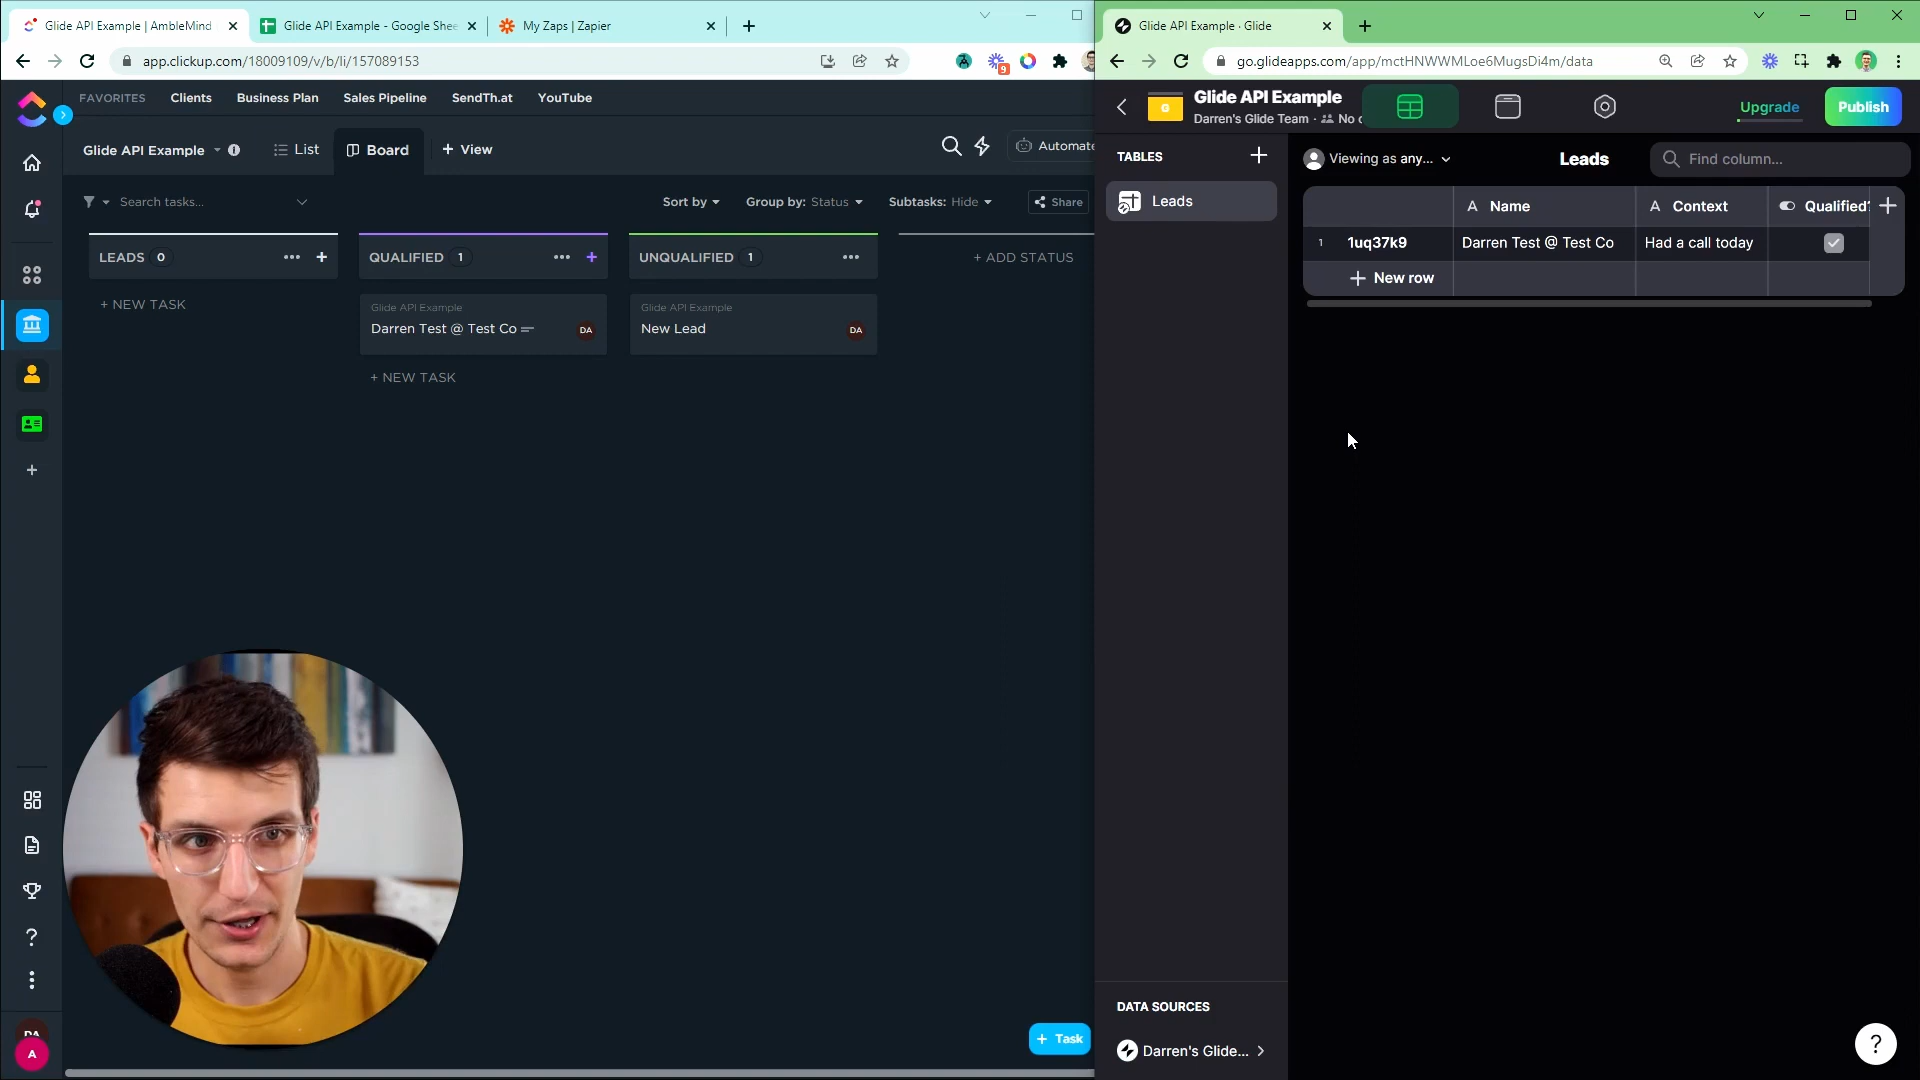 Glide API Example | AmbleMind
Glide API Example - Google Shee
My Zaps | Zapier
app.clickup.com/18009109/v/b/li/157089153
9
FAVORITES
Clients
Business Plan
Sales Pipeline
SendTh.at
YouTube
Glide API Example
List
Board
+ View
Automate
Search tasks...
Sort by
Group by: Status
Subtasks: Hide
Share
LEADS 0
QUALIFIED 1
UNQUALIFIED 1
+ ADD STATUS
+ NEW TASK
Glide API Example
Darren Test @ Test Co
DA
Glide API Example
New Lead
DA
+ NEW TASK
DA
A
+ Task
Glide API Example · Glide
go.glideapps.com/app/mctHNWWMLoe6MugsDi4m/data
G
Glide API Example
Darren's Glide Team · No c
Upgrade
Publish
TABLES
Leads
Viewing as any...
Leads
Find column...
A Name
A Context
Qualified?
1
1uq37k9
Darren Test @ Test Co
Had a call today
+ New row
DATA SOURCES
Darren's Glide...
?